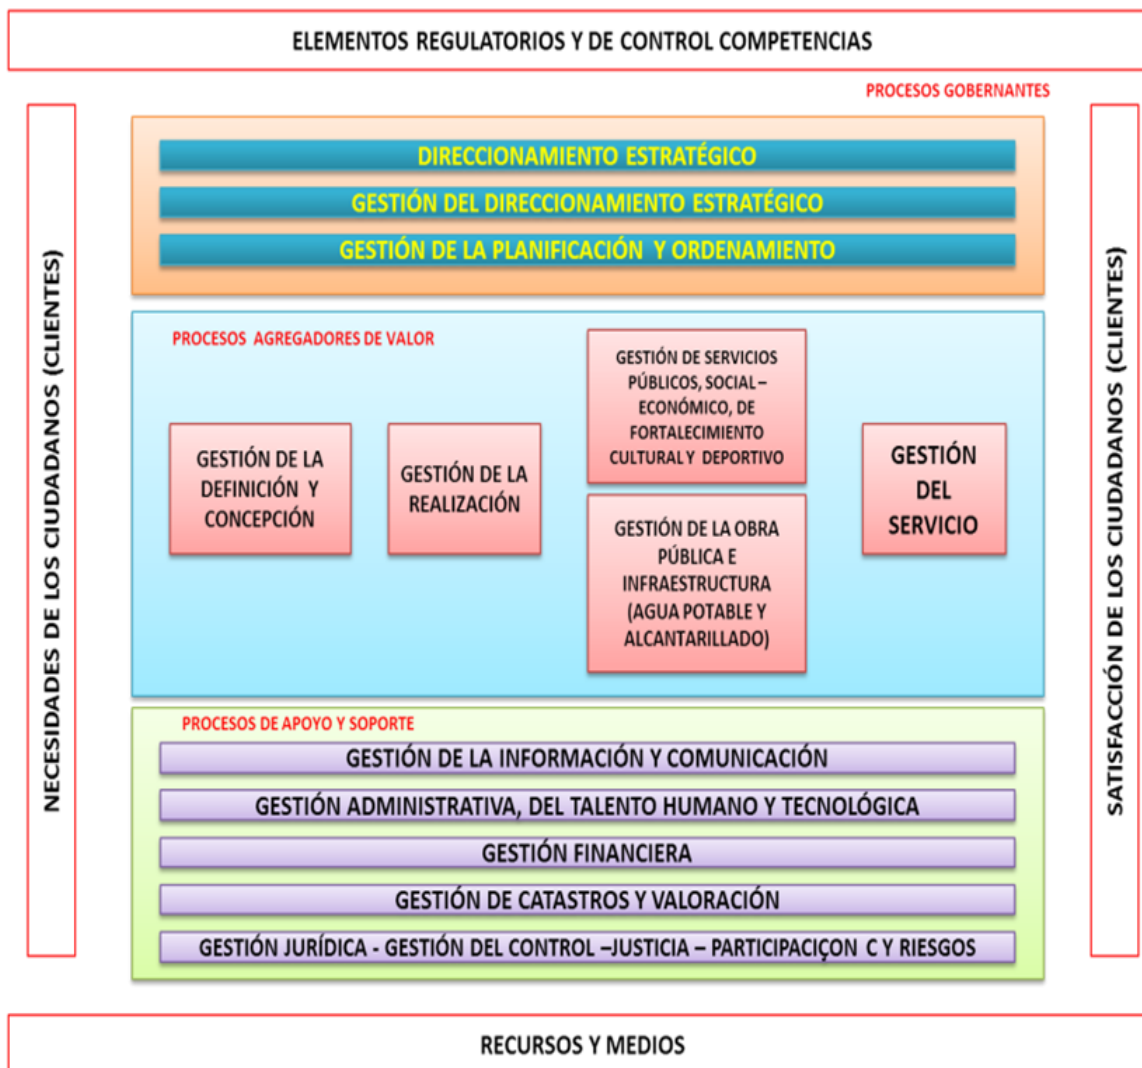 ELEMENTOS REGULATORIOS Y DE CONTROL COMPETENCIAS
PROCESOS GOBERNANTES
NECESIDADES DE LOS CIUDADANOS (CLIENTES)
DIRECCIONAMIENTO ESTRATÉGICO
GESTIÓN DEL DIRECCIONAMIENTO ESTRATÉGICO
GESTIÓN DE LA PLANIFICACIÓN Y ORDENAMIENTO
PROCESOS AGREGADORES DE VALOR
GESTIÓN DE LA
DEFINICIÓN Y
CONCEPCIÓN
GESTIÓN DE LA
REALIZACIÓN
GESTIÓN DE SERVICIOS
PÚBLICOS, SOCIAL –
ECONÓMICO, DE
FORTALECIMIENTO
CULTURAL Y DEPORTIVO
GESTIÓN DE LA OBRA
PÚBLICA E
INFRAESTRUCTURA
(AGUA POTABLE Y
ALCANTARILLADO)
GESTIÓN
DEL
SERVICIO
PROCESOS DE APOYO Y SOPORTE
GESTIÓN DE LA INFORMACIÓN Y COMUNICACIÓN
GESTIÓN ADMINISTRATIVA, DEL TALENTO HUMANO Y TECNOLÓGICA
GESTIÓN FINANCIERA
GESTIÓN DE CATASTROS Y VALORACIÓN
GESTIÓN JURÍDICA - GESTIÓN DEL CONTROL –JUSTICIA – PARTICIPACIÇON C Y RIESGOS
SATISFACCIÓN DE LOS CIUDADANOS (CLIENTES)
RECURSOS Y MEDIOS